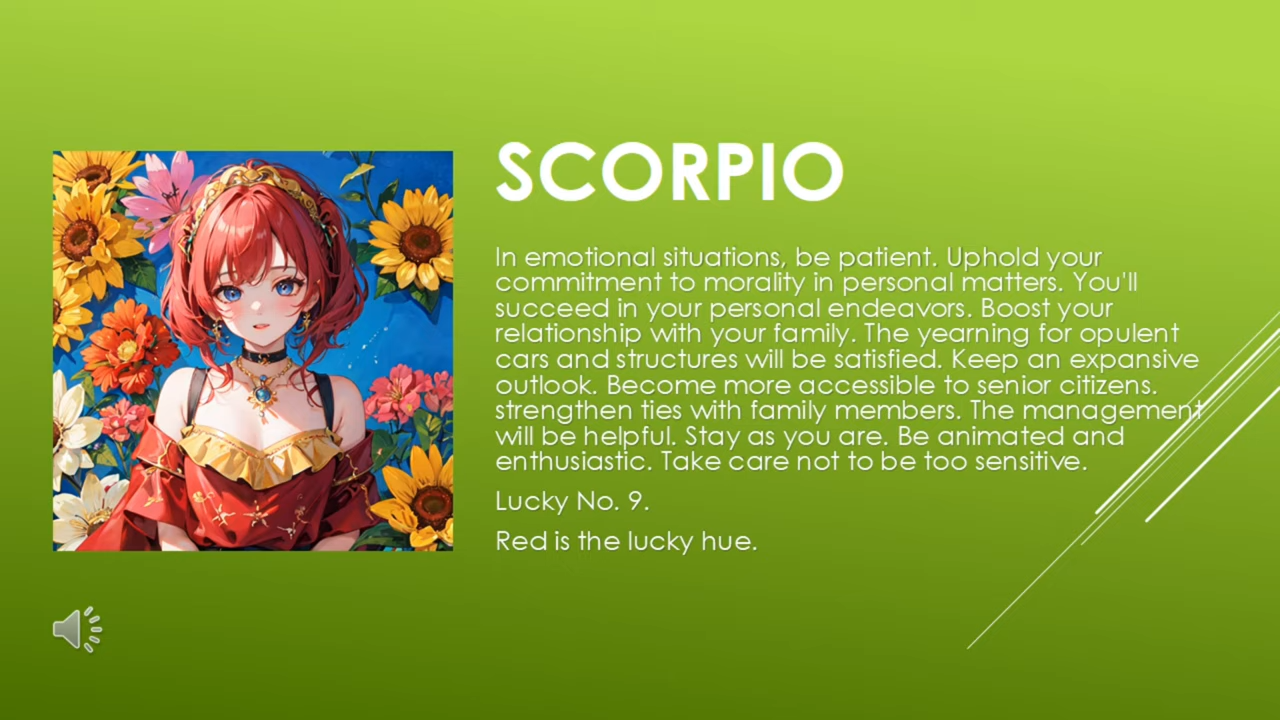 SCORPIO
In emotional situations, be patient. Uphold your
commitment to morality in personal matters. You'll
succeed in your personal endeavors. Boost your
relationship with your family. The yearning for opulent
cars and structures will be satisfied. Keep an expansive
outlook. Become more accessible to senior citizens.
strengthen ties with family members. The management
will be helpful. Stay as you are. Be animated and
enthusiastic. Take care not to be too sensitive.
Lucky No. 9.
Red is the lucky hue.